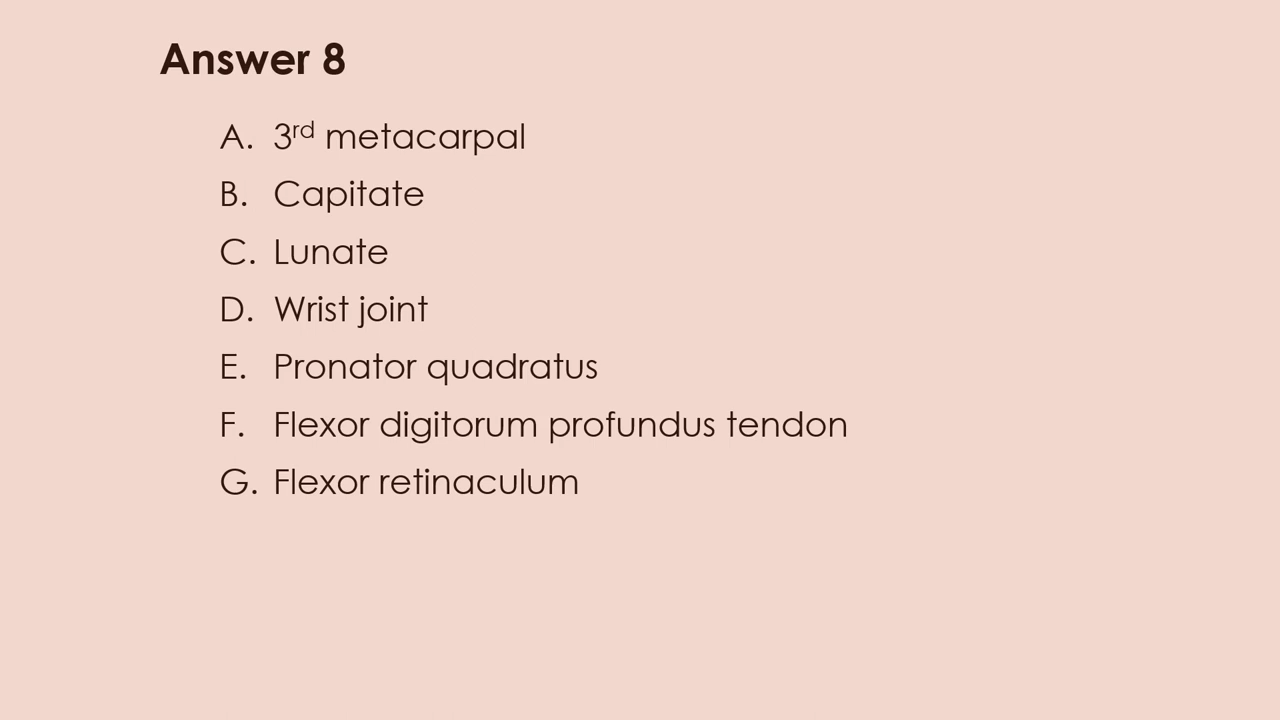 Answer 8
A. 3rd metacarpal
B. Capitate
C. Lunate
D. Wrist joint
E. Pronator quadratus
F. Flexor digitorum profundus tendon
G. Flexor retinaculum